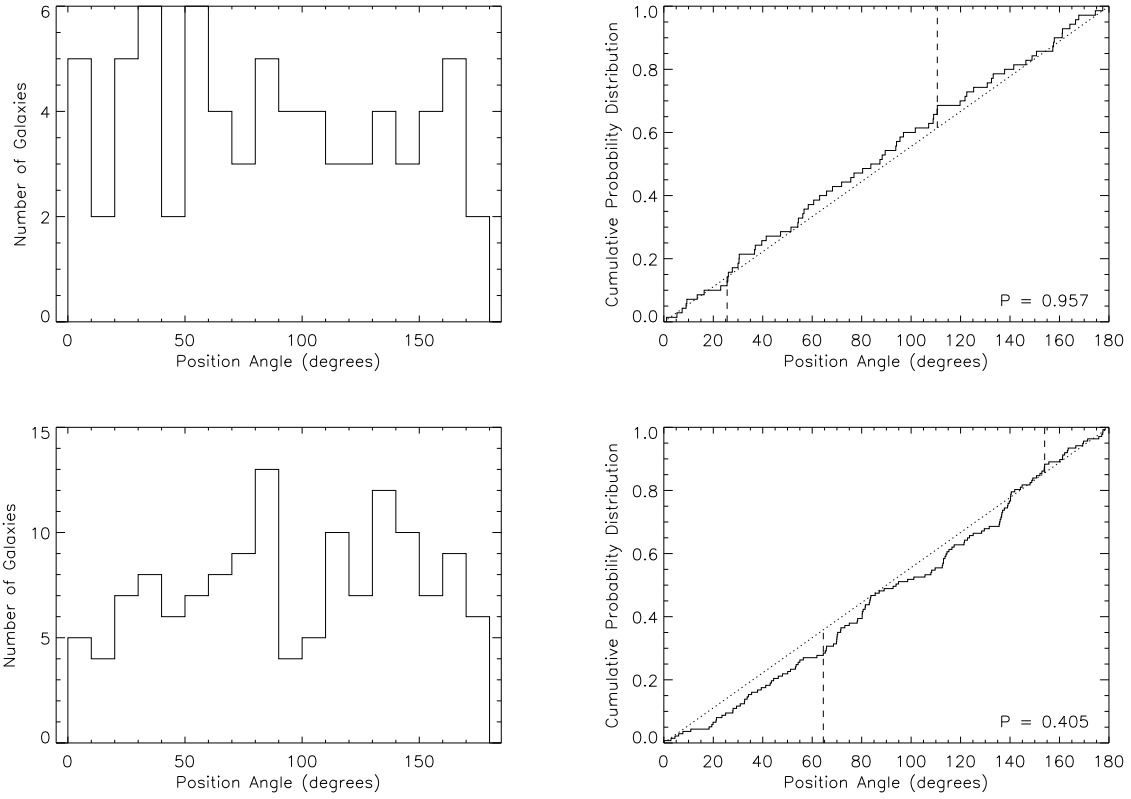 6
4
2
0
Number of Galaxies
0 50 100 150
Position Angle (degrees)
1.0
0.8
0.6
0.4
0.2
0.0
Cumulative Probability Distribution
P = 0.957
0 20 40 60 80 100 120 140 160 180
Position Angle (degrees)
15
10
5
0
Number of Galaxies
0 50 100 150
Position Angle (degrees)
1.0
0.8
0.6
0.4
0.2
0.0
Cumulative Probability Distribution
P = 0.405
0 20 40 60 80 100 120 140 160 180
Position Angle (degrees)